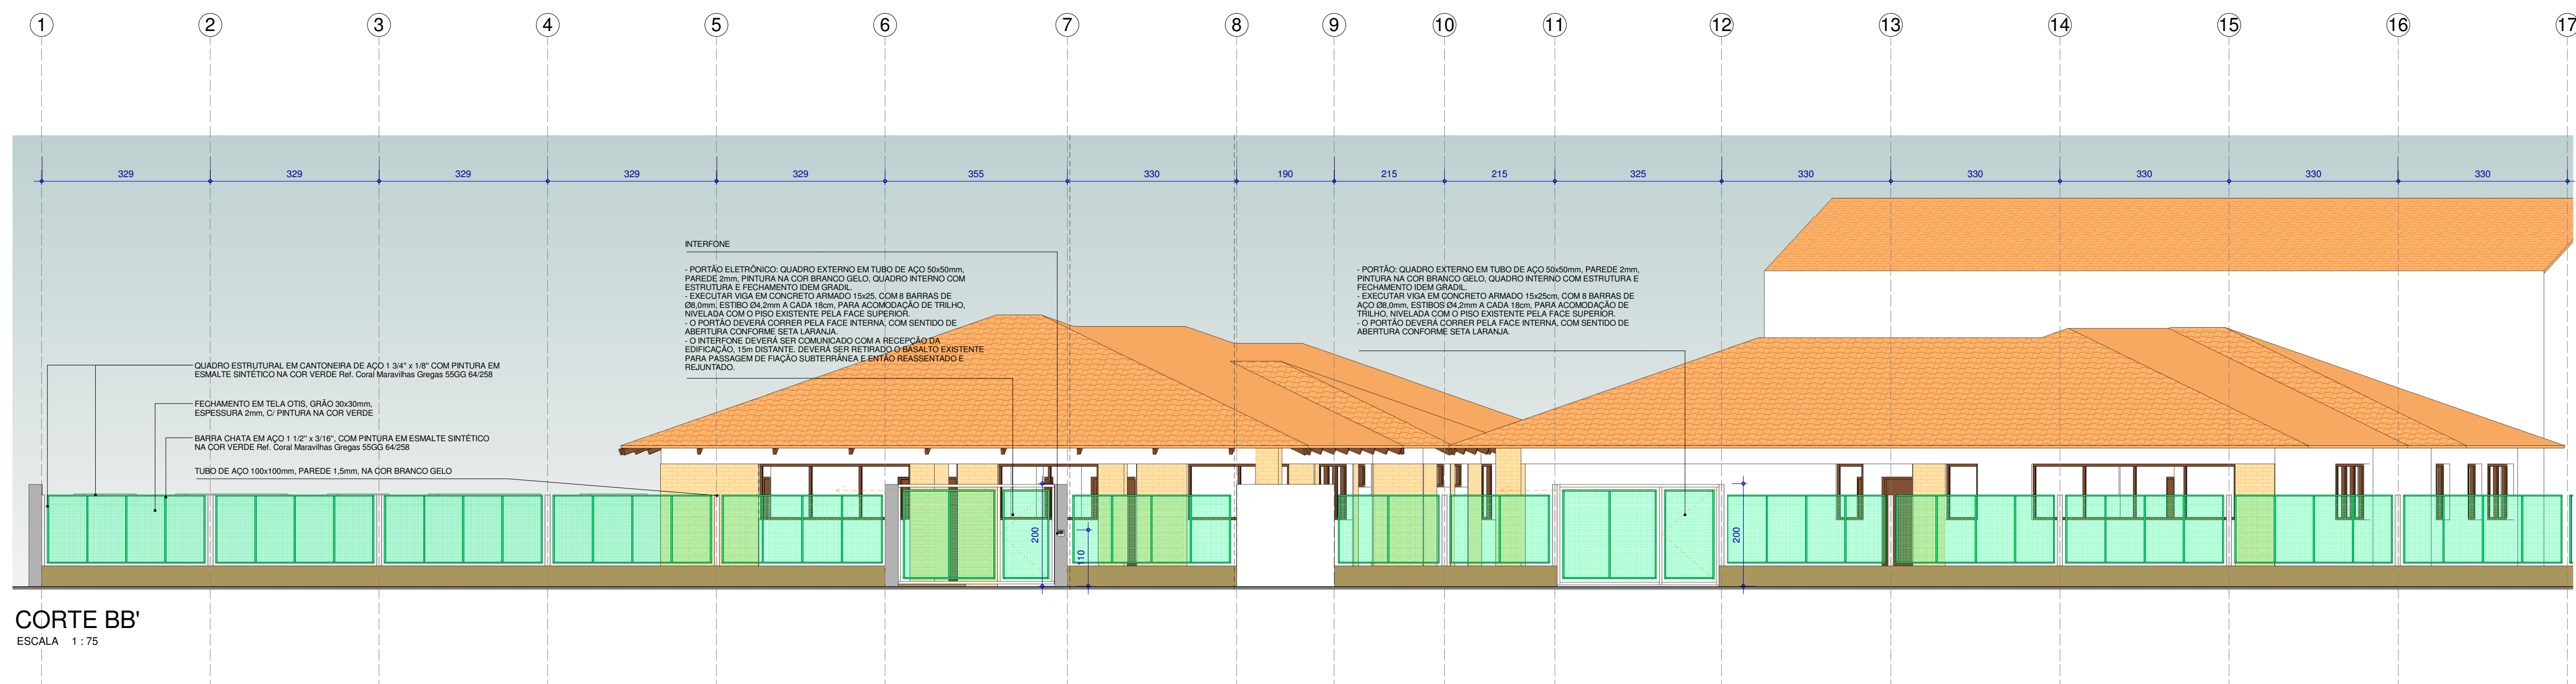 1 2 3 4 5 6 7 8 9 10 11 12 13 14 15 16 17
329 329 329 329 329 355 330 190 215 215 325 330 330 330 330 330
INTERFONE
- PORTÃO ELETRÔNICO: QUADRO EXTERNO EM TUBO DE AÇO 50x50mm,
PAREDE 2mm, PINTURA NA COR BRANCO GELO, QUADRO INTERNO COM
ESTRUTURA E FECHAMENTO IDEM GRADIL.
- EXECUTAR VIGA EM CONCRETO ARMADO 15x25, COM 8 BARRAS DE
Ø8,0mm, ESTIBO Ø4,2mm A CADA 18cm, PARA ACOMODAÇÃO DE TRILHO,
NIVELADA COM O PISO EXISTENTE PELA FACE SUPERIOR.
- O PORTÃO DEVERÁ CORRER PELA FACE INTERNA, COM SENTIDO DE
ABERTURA CONFORME SETA LARANJA.
- O INTERFONE DEVERÁ SER COMUNICADO COM A RECEPÇÃO DA
EDIFICAÇÃO, 15m DISTANTE. DEVERÁ SER RETIRADO O BASALTO EXISTENTE
PARA PASSAGEM DE FIAÇÃO SUBTERRÂNEA E ENTÃO REASSENTADO E
REJUNTADO.
- PORTÃO: QUADRO EXTERNO EM TUBO DE AÇO 50x50mm, PAREDE 2mm,
PINTURA NA COR BRANCO GELO, QUADRO INTERNO COM ESTRUTURA E
FECHAMENTO IDEM GRADIL.
- EXECUTAR VIGA EM CONCRETO ARMADO 15x25cm, COM 8 BARRAS DE
AÇO Ø8,0mm, ESTIBOS Ø4,2mm A CADA 18cm, PARA ACOMODAÇÃO DE
TRILHO, NIVELADA COM O PISO EXISTENTE PELA FACE SUPERIOR.
- O PORTÃO DEVERÁ CORRER PELA FACE INTERNA, COM SENTIDO DE
ABERTURA CONFORME SETA LARANJA.
QUADRO ESTRUTURAL EM CANTONEIRA DE AÇO 1 3/4" x 1/8" COM PINTURA EM
ESMALTE SINTÉTICO NA COR VERDE Ref. Coral Maravilhas Gregas 55GG 64/258
FECHAMENTO EM TELA OTIS, GRÃO 30x30mm,
ESPESSURA 2mm, C/ PINTURA NA COR VERDE
BARRA CHATA EM AÇO 1 1/2" x 3/16", COM PINTURA EM ESMALTE SINTÉTICO
NA COR VERDE Ref. Coral Maravilhas Gregas 55GG 64/258
TUBO DE AÇO 100x100mm, PAREDE 1,5mm, NA COR BRANCO GELO
200
110
200
CORTE BB'
ESCALA 1 : 75